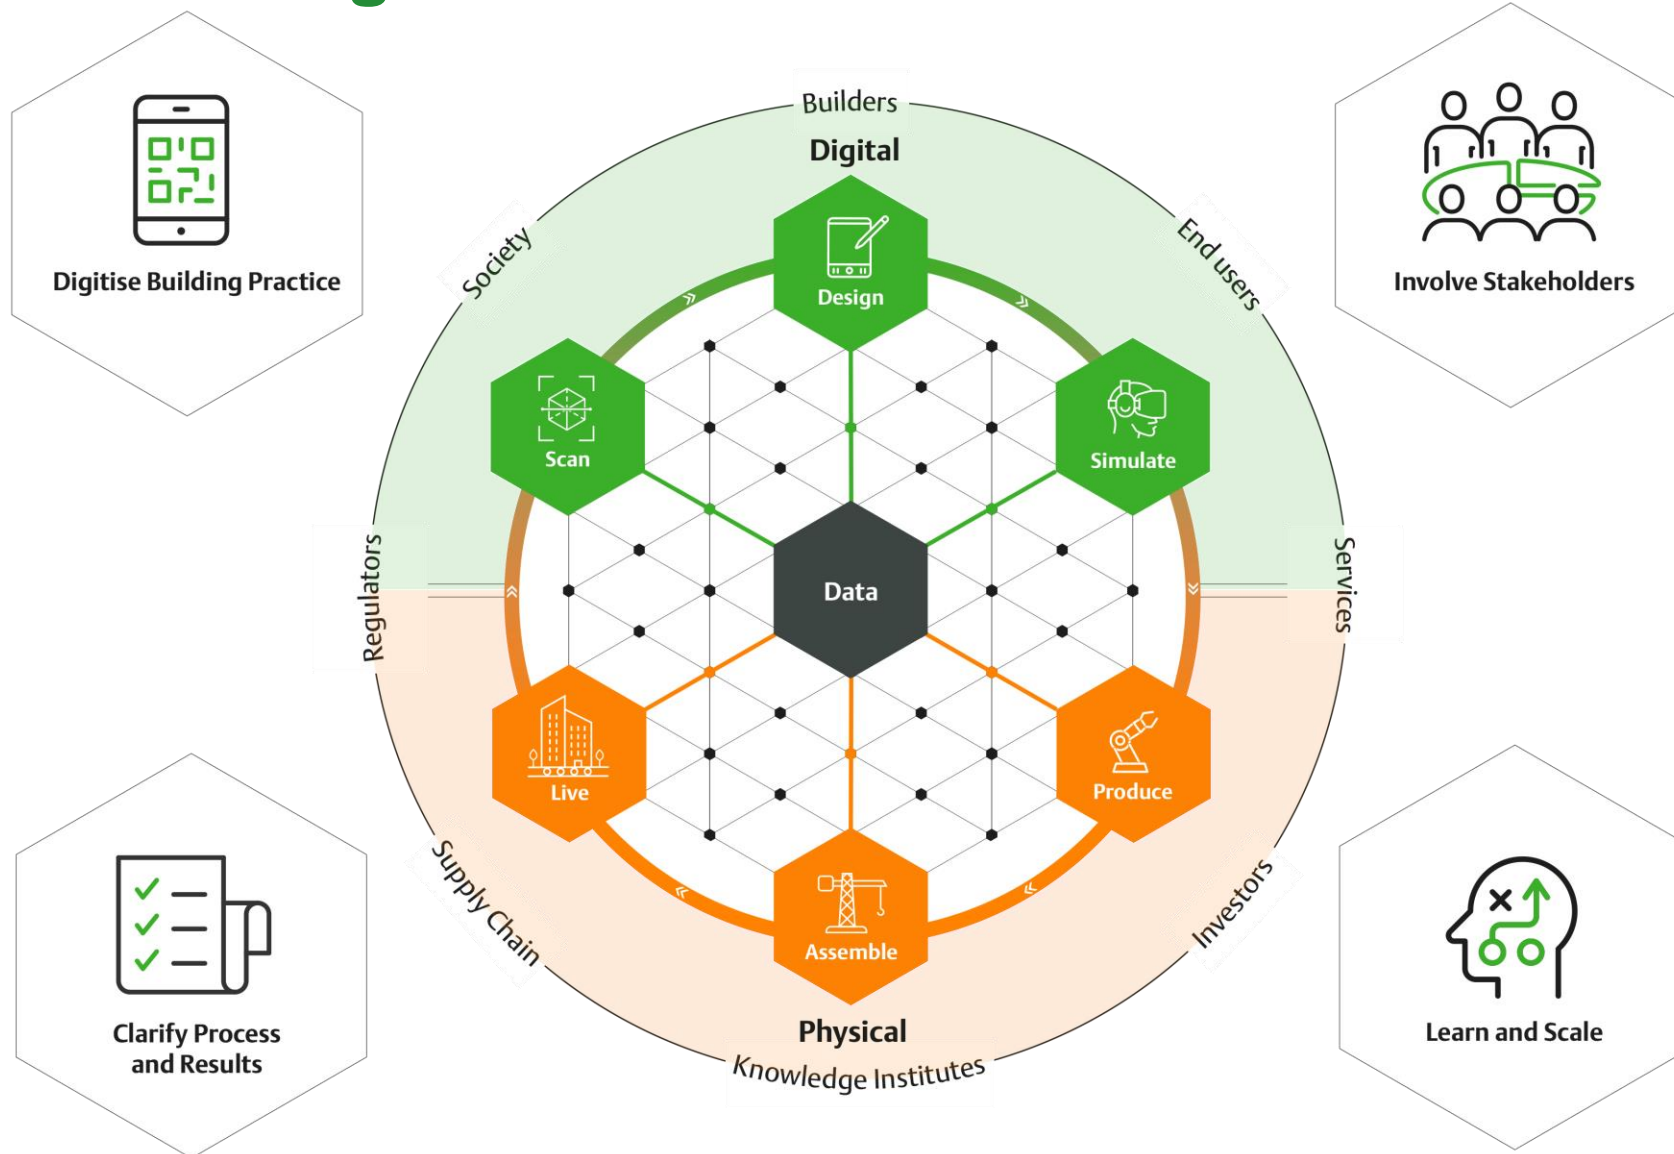 Builders
Digital
Digitise Building Practice
Involve Stakeholders
Society
End users
Design
Scan
Simulate
Data
Regulators
Services
Live
Produce
Assemble
Supply Chain
Investors
Physical
Knowledge Institutes
Clarify Process
and Results
Learn and Scale